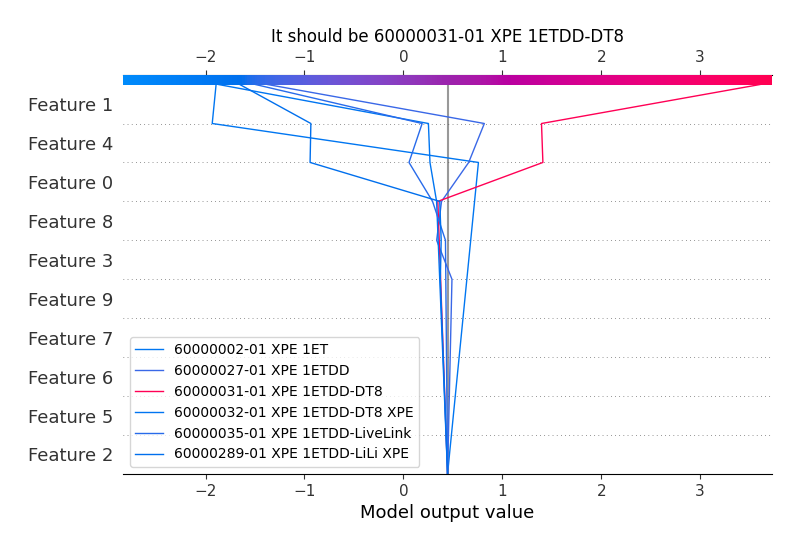 It should be 60000031-01 XPE 1ETDD-DT8
−2 −1 0 1 2 3
Feature 1
Feature 4
Feature 0
Feature 8
Feature 3
Feature 9
Feature 7
Feature 6
Feature 5
Feature 2
60000002-01 XPE 1ET
60000027-01 XPE 1ETDD
60000031-01 XPE 1ETDD-DT8
60000032-01 XPE 1ETDD-DT8 XPE
60000035-01 XPE 1ETDD-LiveLink
60000289-01 XPE 1ETDD-LiLi XPE
−2 −1 0 1 2 3
Model output value